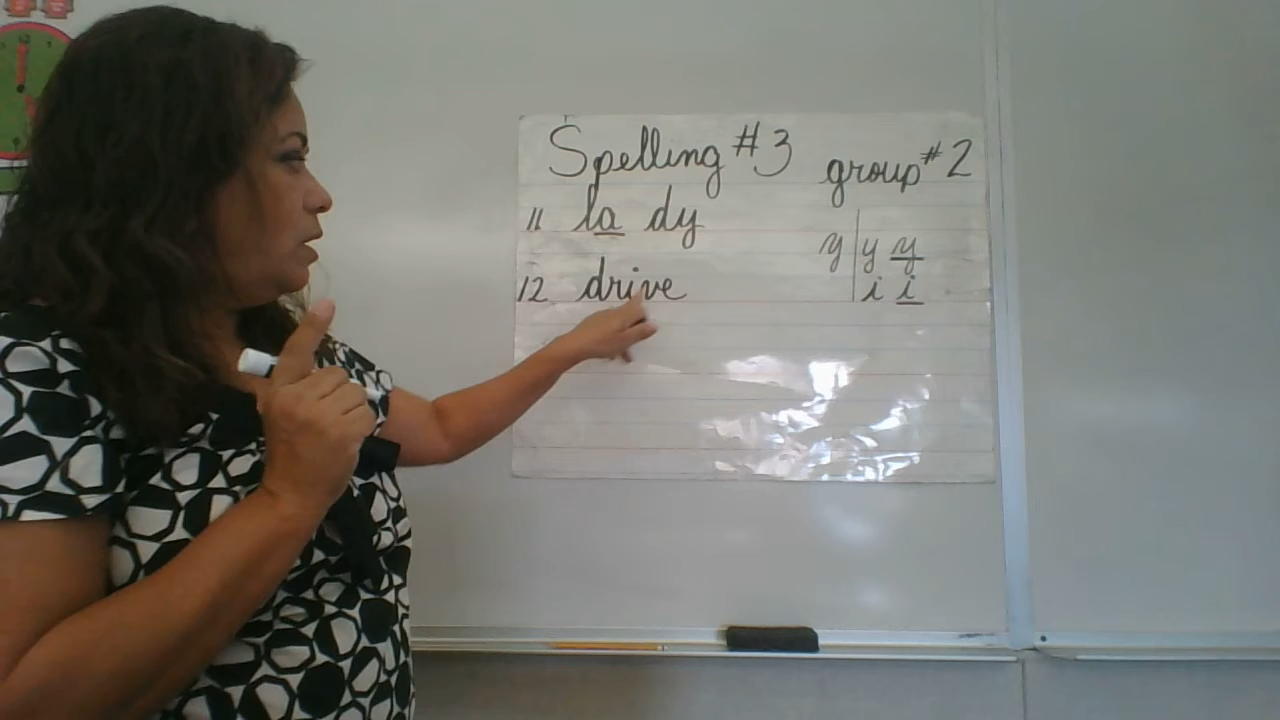 Spelling #3 group #2
11 la dy y y y
12 drive i i